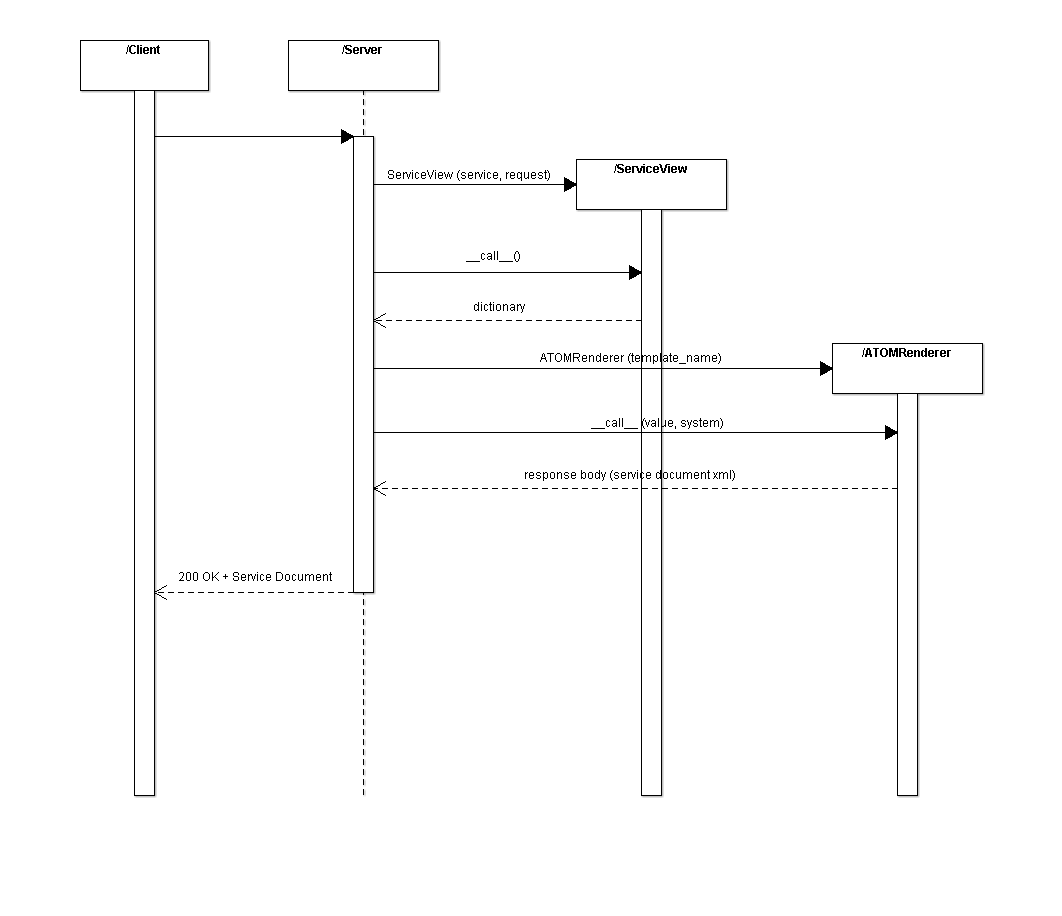 /Client
/Server
ServiceView (service, request)
/ServiceView
__call__()
dictionary
ATOMRenderer (template_name)
/ATOMRenderer
__call__ (value, system)
response body (service document xml)
200 OK + Service Document